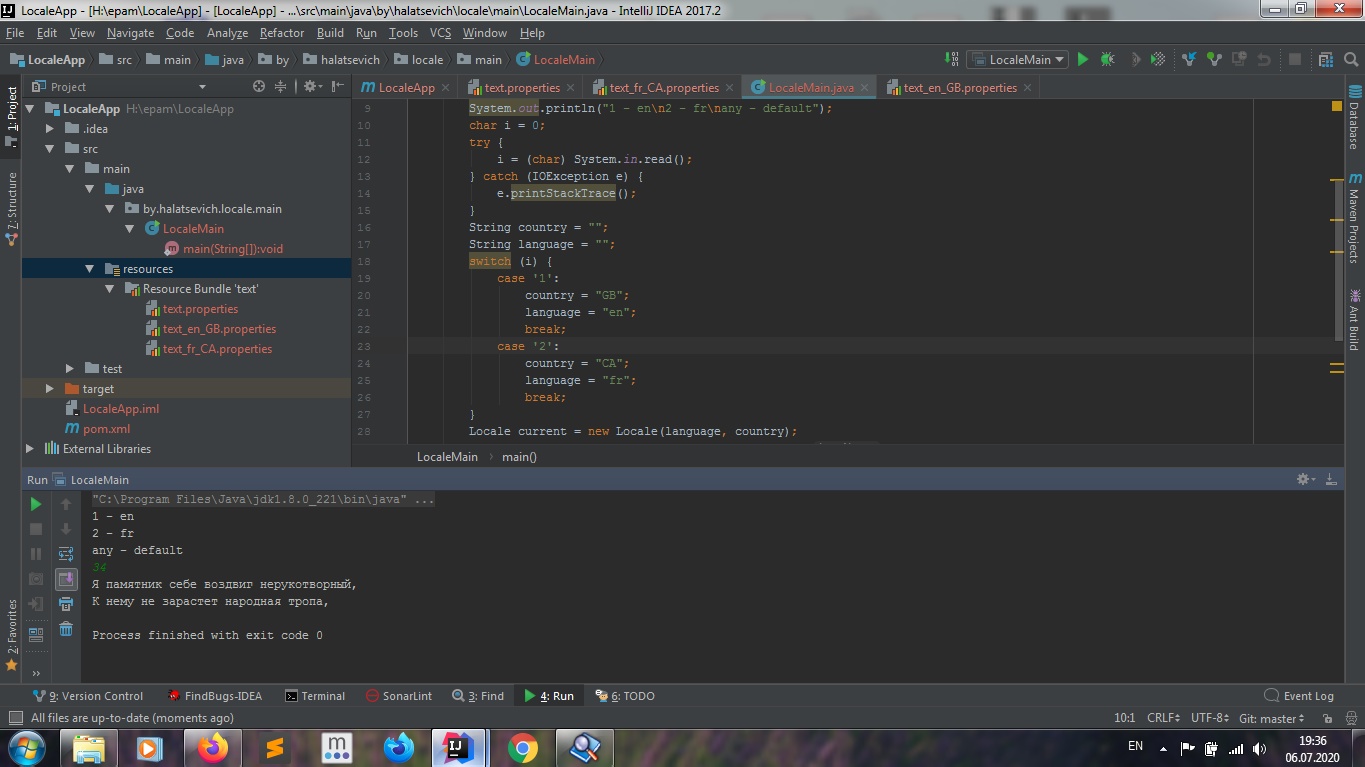 LocaleApp - [H:\epam\LocaleApp] - [LocaleApp] - ...\src\main\java\by\halatsevich\locale\main\LocaleMain.java - IntelliJ IDEA 2017.2
File Edit View Navigate Code Analyze Refactor Build Run Tools VCS Window Help
LocaleApp src main java by halatsevich locale main LocaleMain
LocaleMain
Project
LocaleApp text.properties text_fr_CA.properties LocaleMain.java text_en_GB.properties
1: Project
7: Structure
2: Favorites
LocaleApp H:\epam\LocaleApp
.idea
src
main
java
by.halatsevich.locale.main
LocaleMain
main(String[]):void
resources
Resource Bundle 'text'
text.properties
text_en_GB.properties
text_fr_CA.properties
test
target
LocaleApp.iml
pom.xml
External Libraries
9 System.out.println("1 - en\n2 - fr\nany - default");
10 char i = 0;
11 try {
12 i = (char) System.in.read();
13 } catch (IOException e) {
14 e.printStackTrace();
15 }
16 String country = "";
17 String language = "";
18 switch (i) {
19 case '1':
20 country = "GB";
21 language = "en";
22 break;
23 case '2':
24 country = "CA";
25 language = "fr";
26 break;
27 }
28 Locale current = new Locale(language, country);
LocaleMain main()
Database
Maven Projects
Ant Build
Run LocaleMain
"C:\Program Files\Java\jdk1.8.0_221\bin\java" ...
1 - en
2 - fr
any - default
34
Я памятник себе воздвиг нерукотворный,
К нему не зарастет народная тропа,
Process finished with exit code 0
9: Version Control FindBugs-IDEA Terminal SonarLint 3: Find 4: Run 6: TODO Event Log
All files are up-to-date (moments ago) 10:1 CRLF UTF-8 Git: master
EN 19:36
06.07.2020